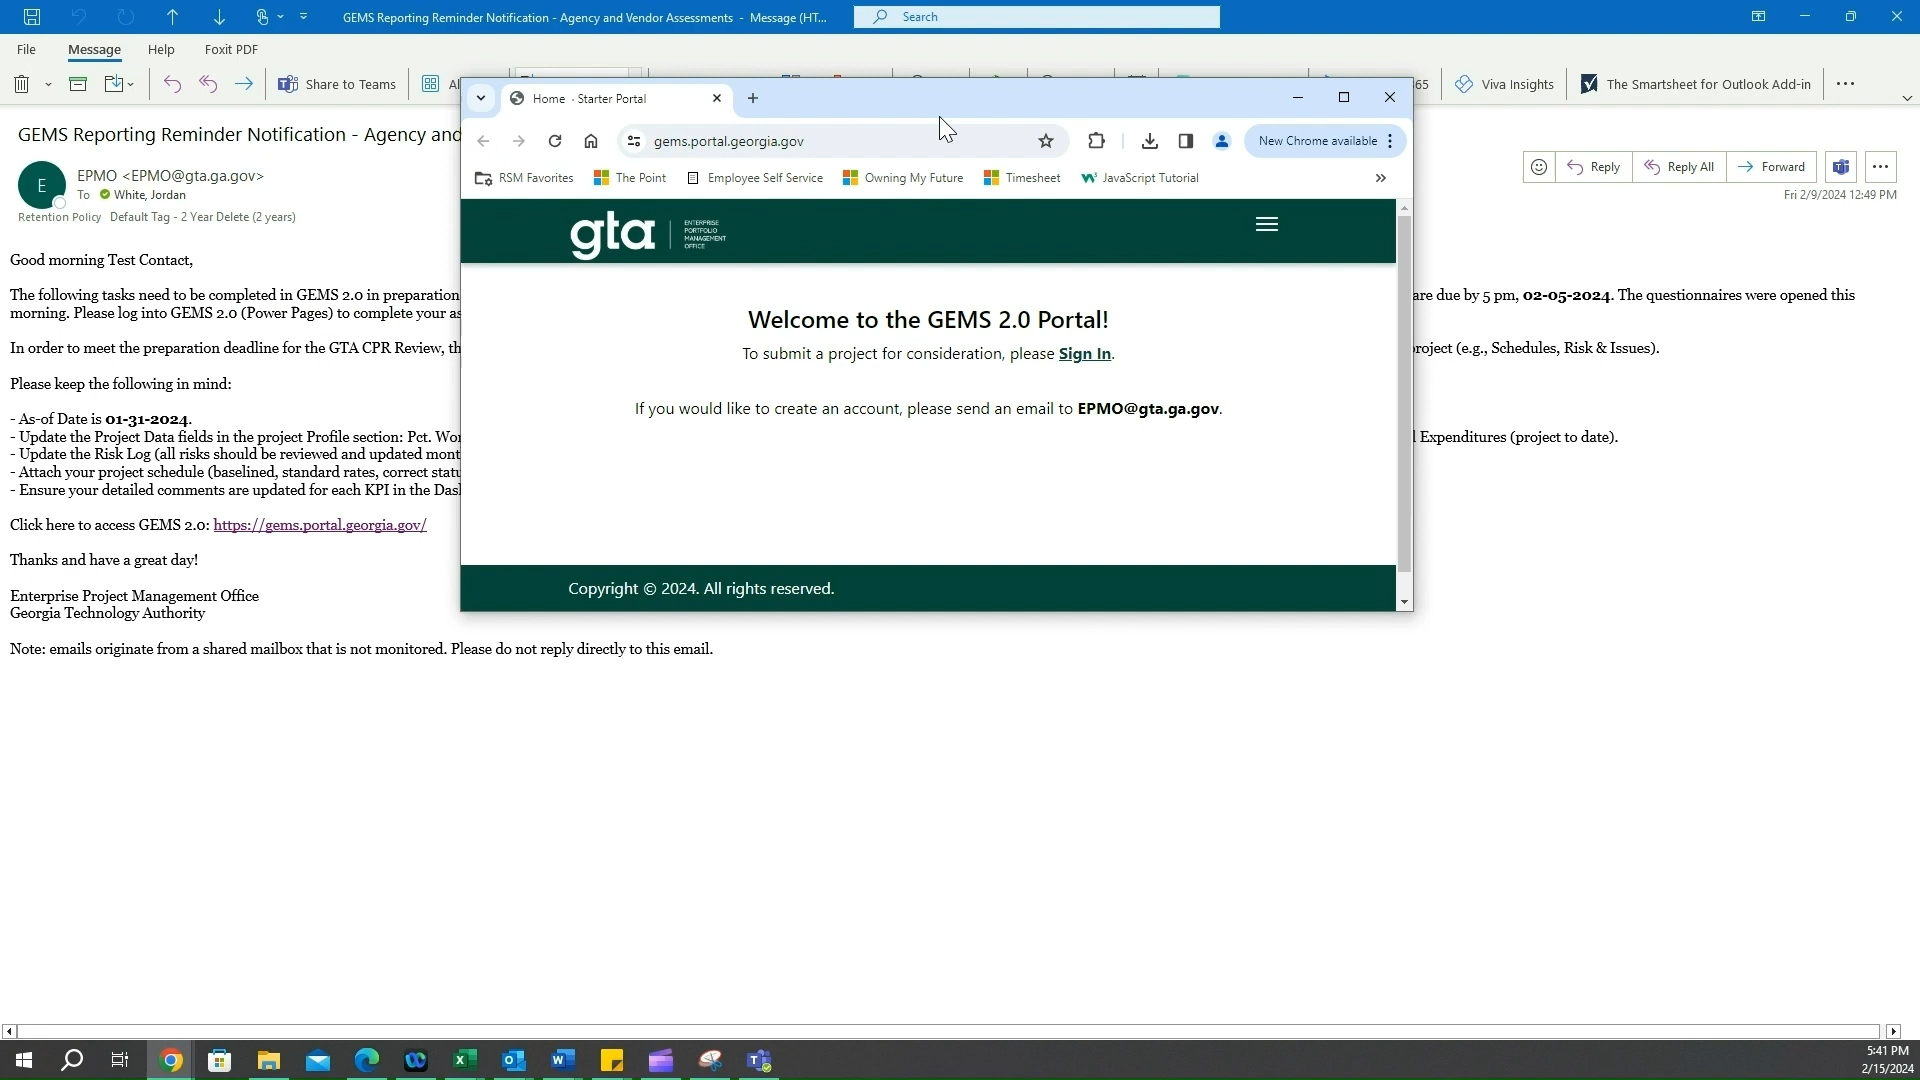 GEMS Reporting Reminder Notification - Agency and Vendor Assessments - Message (HT...
Search
File
Message
Help
Foxit PDF
Share to Teams
Al
65
Viva Insights
The Smartsheet for Outlook Add-in
Home - Starter Portal
gems.portal.georgia.gov
New Chrome available
RSM Favorites
The Point
Employee Self Service
Owning My Future
Timesheet
JavaScript Tutorial
GEMS Reporting Reminder Notification - Agency and
E
EPMO <EPMO@gta.ga.gov>
To White, Jordan
Retention Policy Default Tag - 2 Year Delete (2 years)
Reply
Reply All
Forward
Fri 2/9/2024 12:49 PM
gta
ENTERPRISE
PORTFOLIO
MANAGEMENT
OFFICE
Welcome to the GEMS 2.0 Portal!
To submit a project for consideration, please Sign In.
If you would like to create an account, please send an email to EPMO@gta.ga.gov.
Copyright © 2024. All rights reserved.
Good morning Test Contact,
The following tasks need to be completed in GEMS 2.0 in preparation
are due by 5 pm, 02-05-2024. The questionnaires were opened this
morning. Please log into GEMS 2.0 (Power Pages) to complete your as
In order to meet the preparation deadline for the GTA CPR Review, th
project (e.g., Schedules, Risk & Issues).
Please keep the following in mind:
- As-of Date is 01-31-2024.
- Update the Project Data fields in the project Profile section: Pct. Wor
l Expenditures (project to date).
- Update the Risk Log (all risks should be reviewed and updated mont
- Attach your project schedule (baselined, standard rates, correct statu
- Ensure your detailed comments are updated for each KPI in the Das
Click here to access GEMS 2.0: https://gems.portal.georgia.gov/
Thanks and have a great day!
Enterprise Project Management Office
Georgia Technology Authority
Note: emails originate from a shared mailbox that is not monitored. Please do not reply directly to this email.
5:41 PM
2/15/2024